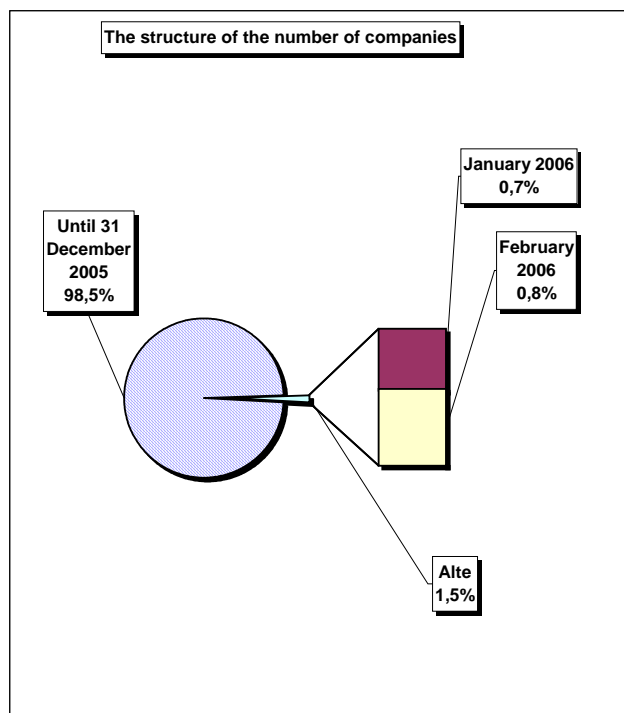 The structure of the number of companies
January 2006
0,7%
Until 31
December
2005
98,5%
February
2006
0,8%
Alte
1,5%